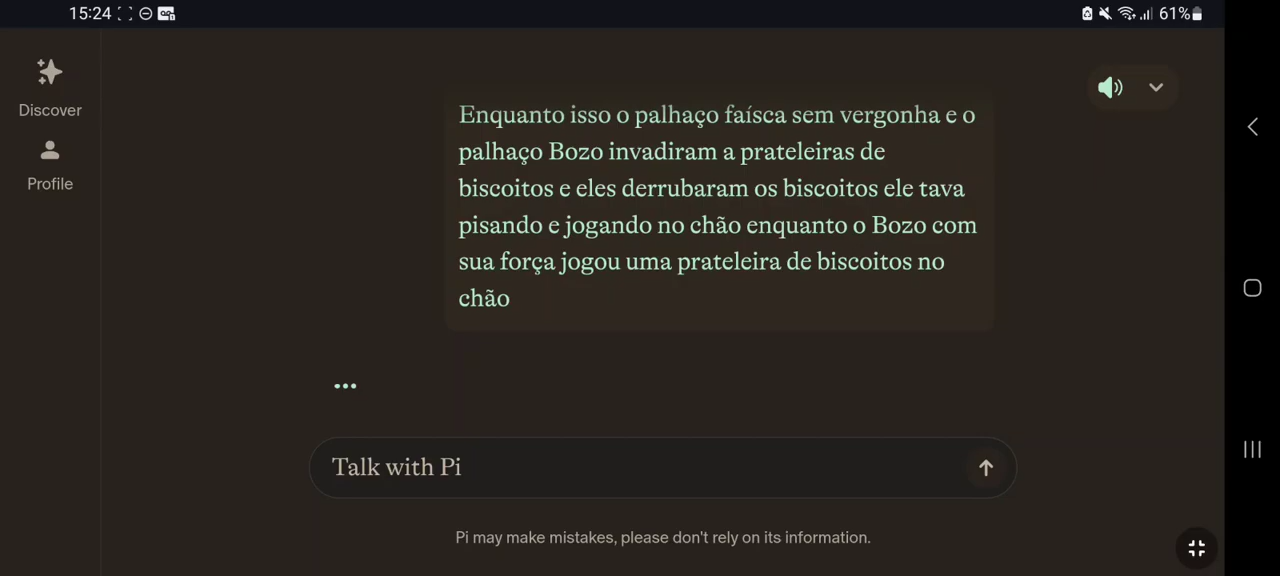 15:24
61%
Discover
Profile
Enquanto isso o palhaço faísca sem vergonha e o
palhaço Bozo invadiram a prateleiras de
biscoitos e eles derrubaram os biscoitos ele tava
pisando e jogando no chão enquanto o Bozo com
sua força jogou uma prateleira de biscoitos no
chão
...
Talk with Pi
Pi may make mistakes, please don't rely on its information.